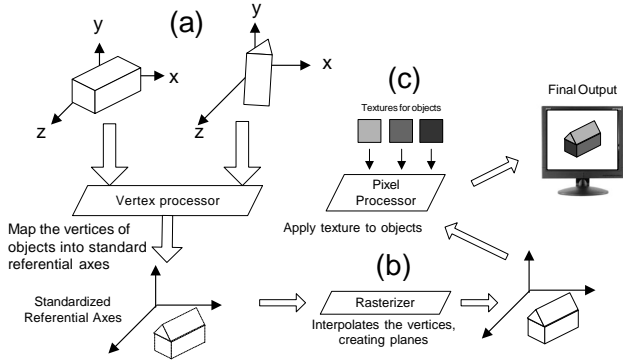 (a)
y
x
z
y
x
z
Vertex processor
Map the vertices of
objects into standard
referential axes
Standardized
Referential Axes
(b)
Rasterizer
Interpolates the vertices,
creating planes
(c)
Textures for objects
Pixel
Processor
Apply texture to objects
Final Output